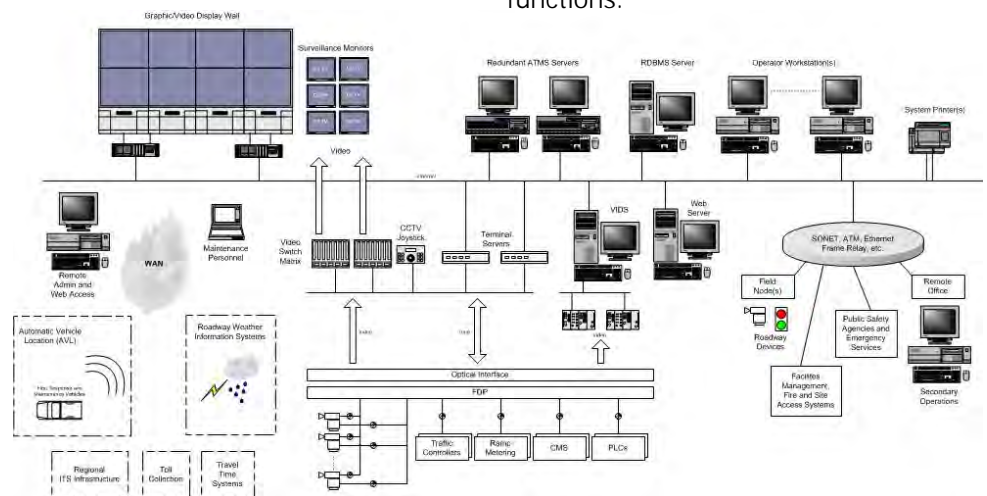 functions.
Graphic/Video Display Wall
Surveillance Monitors
Redundant ATMS Servers
RDBMS Server
Operator Workstation(s)
System Printer(s)
Video
Remote
Admin and
Web Access
WAN
Maintenance
Personnel
Video
Switch
Matrix
CCTV
Joystick
Terminal
Servers
VIDS
Web
Server
SONET, ATM, Ethernet
Frame Relay, etc.
Field
Node(s)
Remote
Office
Roadway
Devices
Public Safety
Agencies and
Emergency
Services
Facilities
Management,
Fire and Site
Access Systems
Secondary
Operations
Automatic Vehicle
Location (AVL)
Roadway Weather
Information Systems
Video
Optical Interface
FDP
Traffic
Controllers
Ramp
Metering
CMS
PLCs
Regional
ITS Infrastructure
Toll
Collection
Travel
Time
Systems